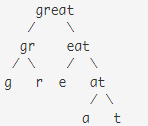 great
/ \
gr eat
/ \ / \
g r e at
/ \
a t